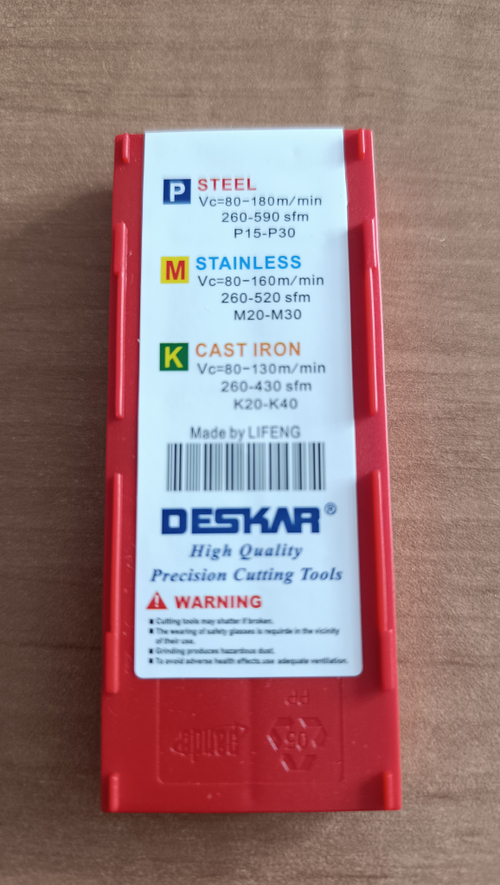 P STEEL
Vc=80-180m/min
260-590 sfm
P15-P30
M STAINLESS
Vc=80-160m/min
260-520 sfm
M20-M30
K CAST IRON
Vc=80-130m/min
260-430 sfm
K20-K40
Made by LIFENG
DESKAR®
High Quality
Precision Cutting Tools
WARNING
Cutting tools may shatter if broken.
The wearing of safety glasses is requirde in the vicinity
of their use.
Grinding produces hazardous dust.
To avoid adverse health effects,use adequate ventilation.
PP
05